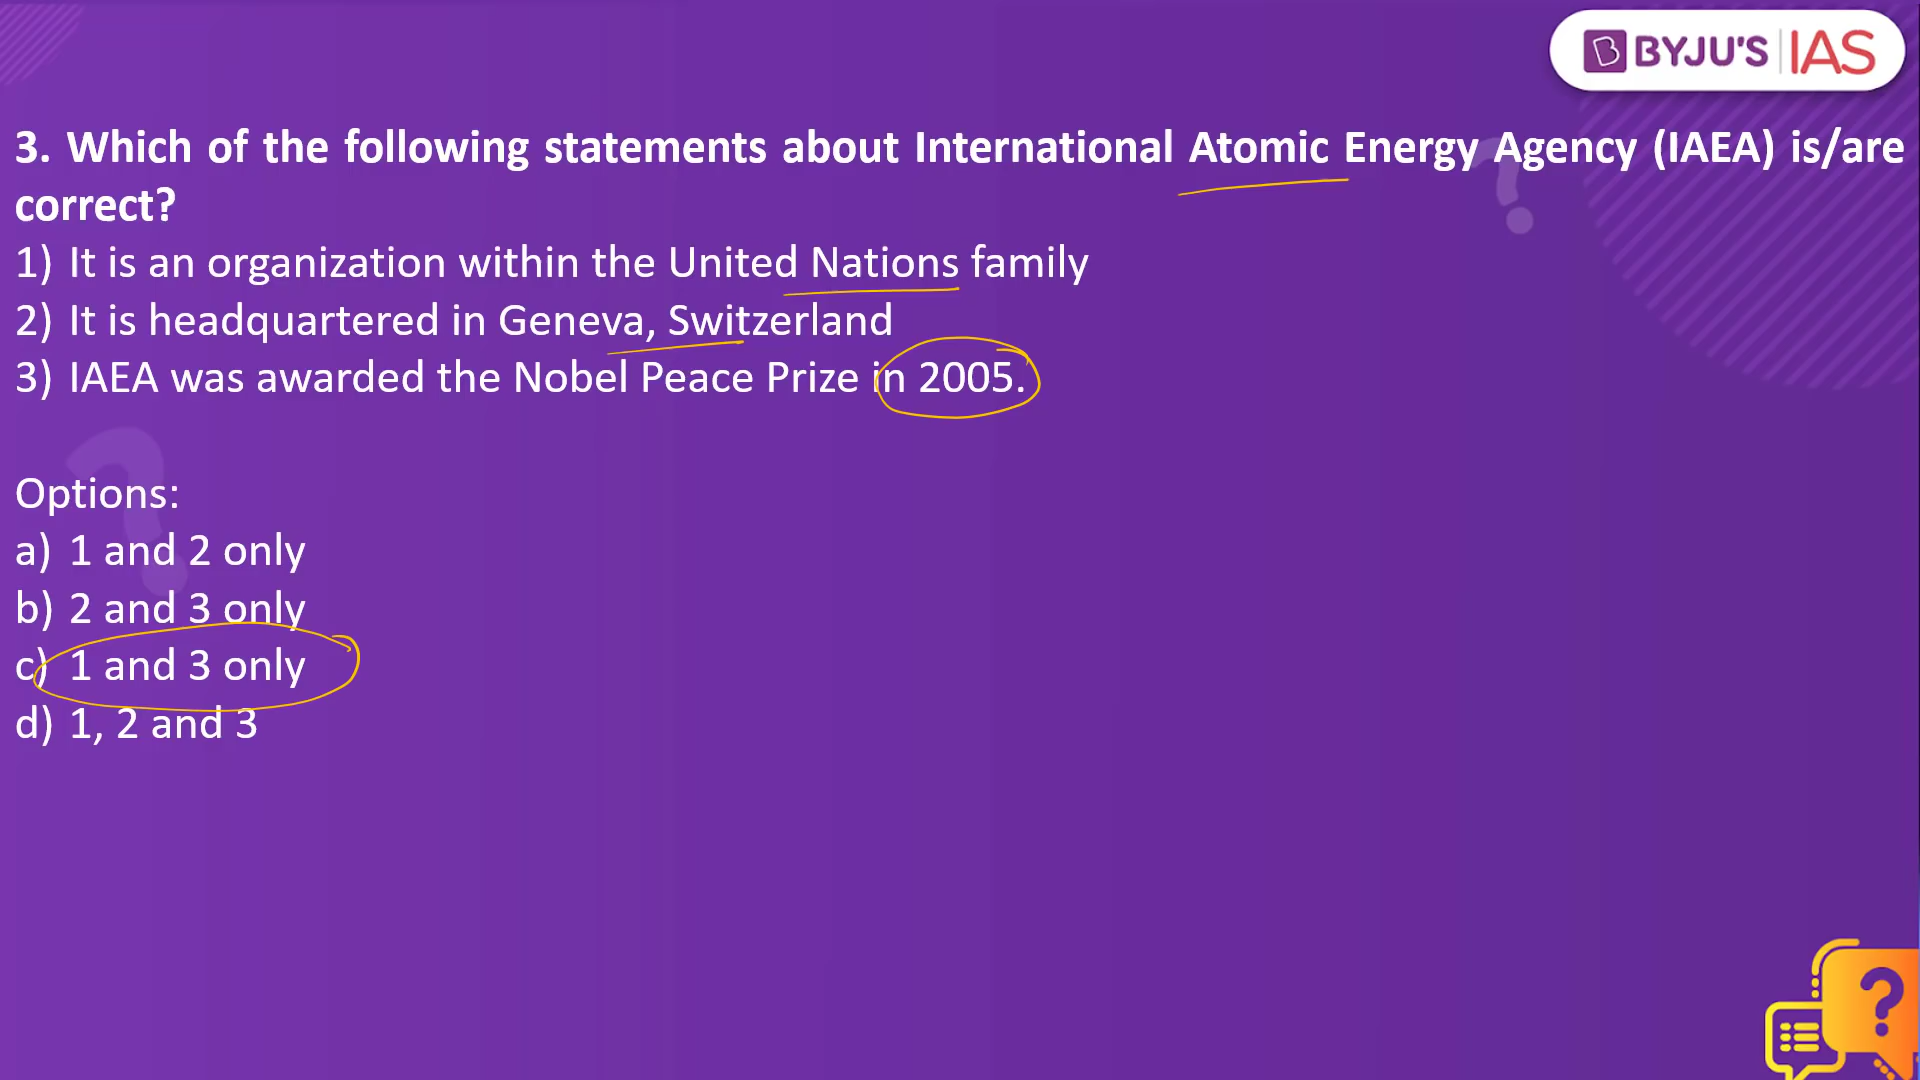 BYJU'S IAS
3. Which of the following statements about International Atomic Energy Agency (IAEA) is/are
correct?
1) It is an organization within the United Nations family
2) It is headquartered in Geneva, Switzerland
3) IAEA was awarded the Nobel Peace Prize in 2005.
Options:
a) 1 and 2 only
b) 2 and 3 only
c) 1 and 3 only
d) 1, 2 and 3